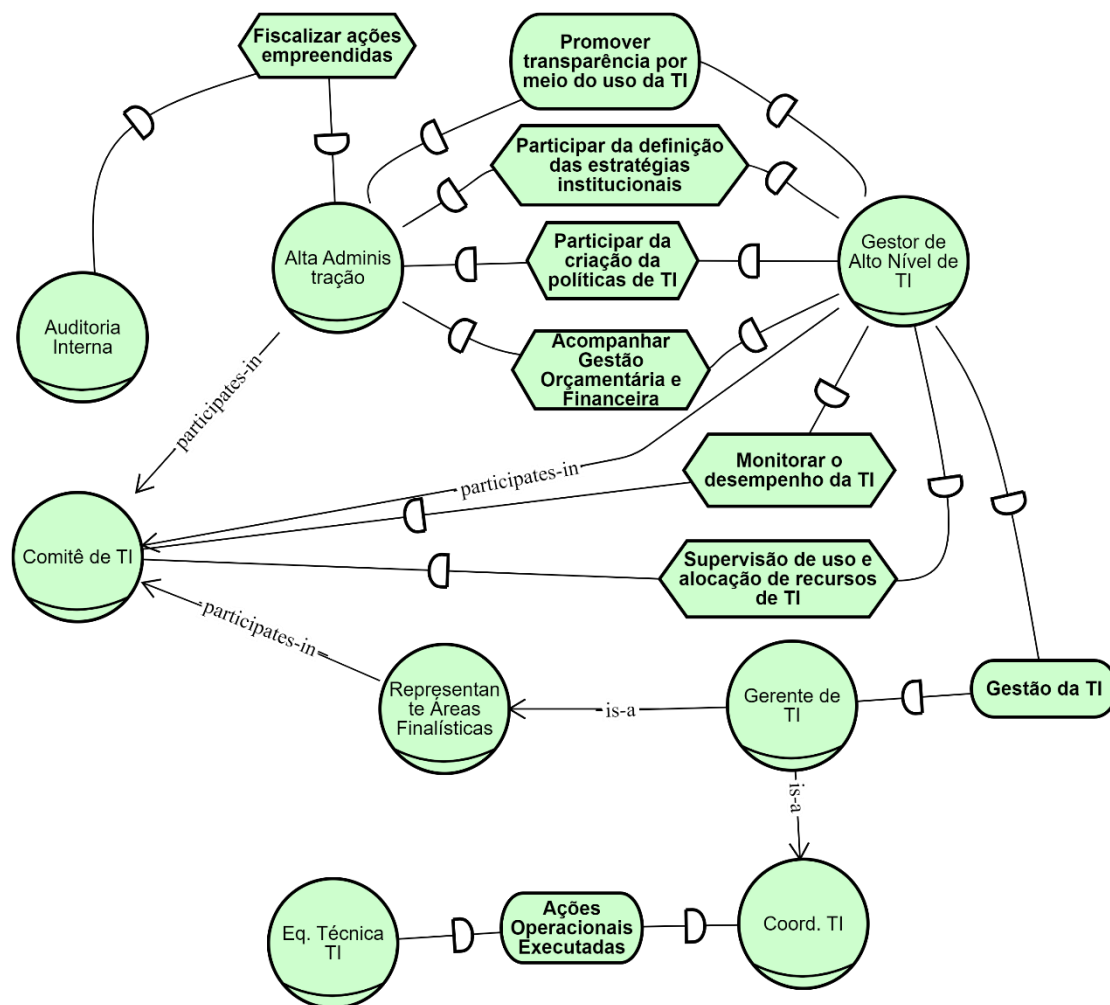 Fiscalizar ações
empreendidas
Promover
transparência por
meio do uso da TI
Participar da definição
das estratégias
institucionais
Alta Adminis
tração
Participar da
criação da
políticas de TI
Gestor de
Alto Nível de
TI
Auditoria
Interna
Acompanhar
Gestão
Orçamentária e
Financeira
participates-in
participates-in
Monitorar o
desempenho da TI
Comitê de TI
Supervisão de uso e
alocação de recursos
de TI
participates-in
Representan
te Áreas
Finalísticas
is-a
Gerente de
TI
Gestão da TI
is-a
Eq. Técnica
TI
Ações
Operacionais
Executadas
Coord. TI